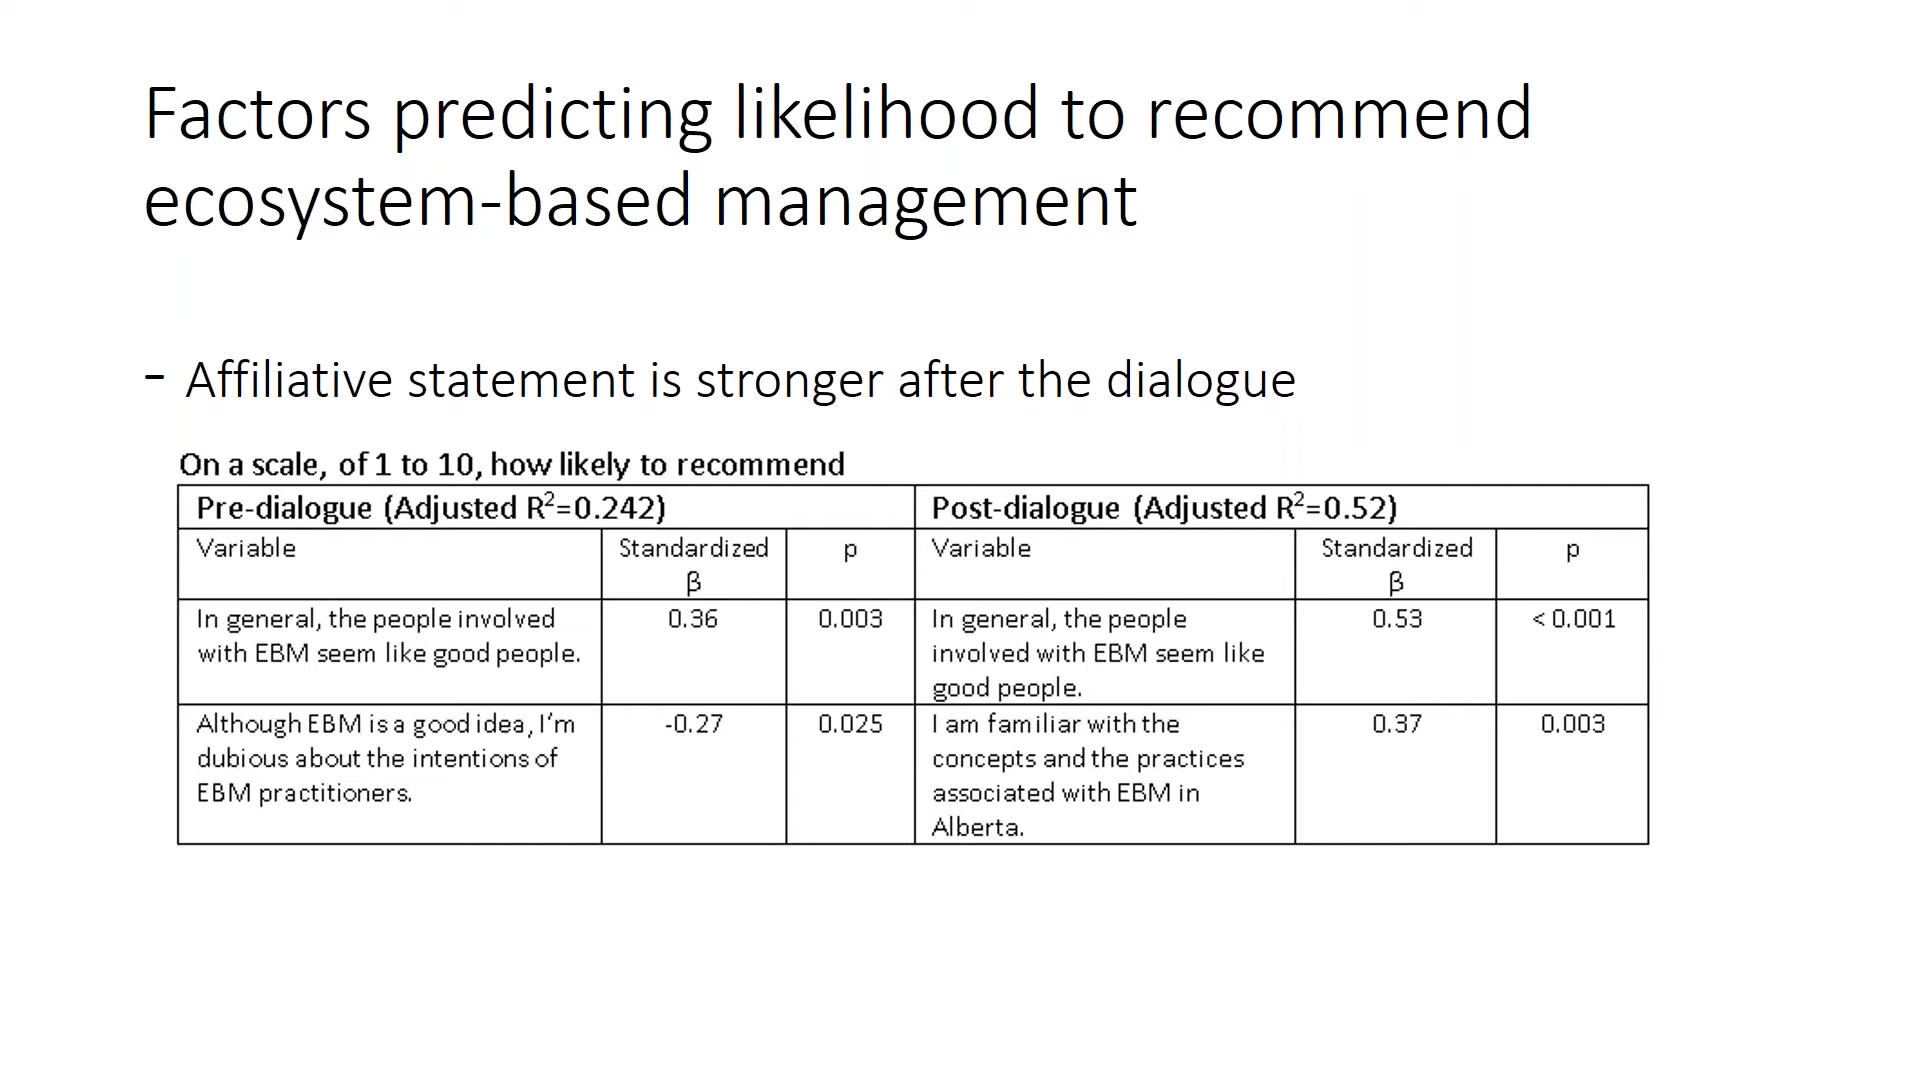 Factors predicting likelihood to recommend
ecosystem-based management
- Affiliative statement is stronger after the dialogue
On a scale, of 1 to 10, how likely to recommend
Pre-dialogue (Adjusted R²=0.242)
Post-dialogue (Adjusted R²=0.52)
Variable
Standardized
β
p
Variable
Standardized
β
p
In general, the people involved
with EBM seem like good people.
0.36
0.003
In general, the people
involved with EBM seem like
good people.
0.53
< 0.001
Although EBM is a good idea, I'm
dubious about the intentions of
EBM practitioners.
-0.27
0.025
I am familiar with the
concepts and the practices
associated with EBM in
Alberta.
0.37
0.003